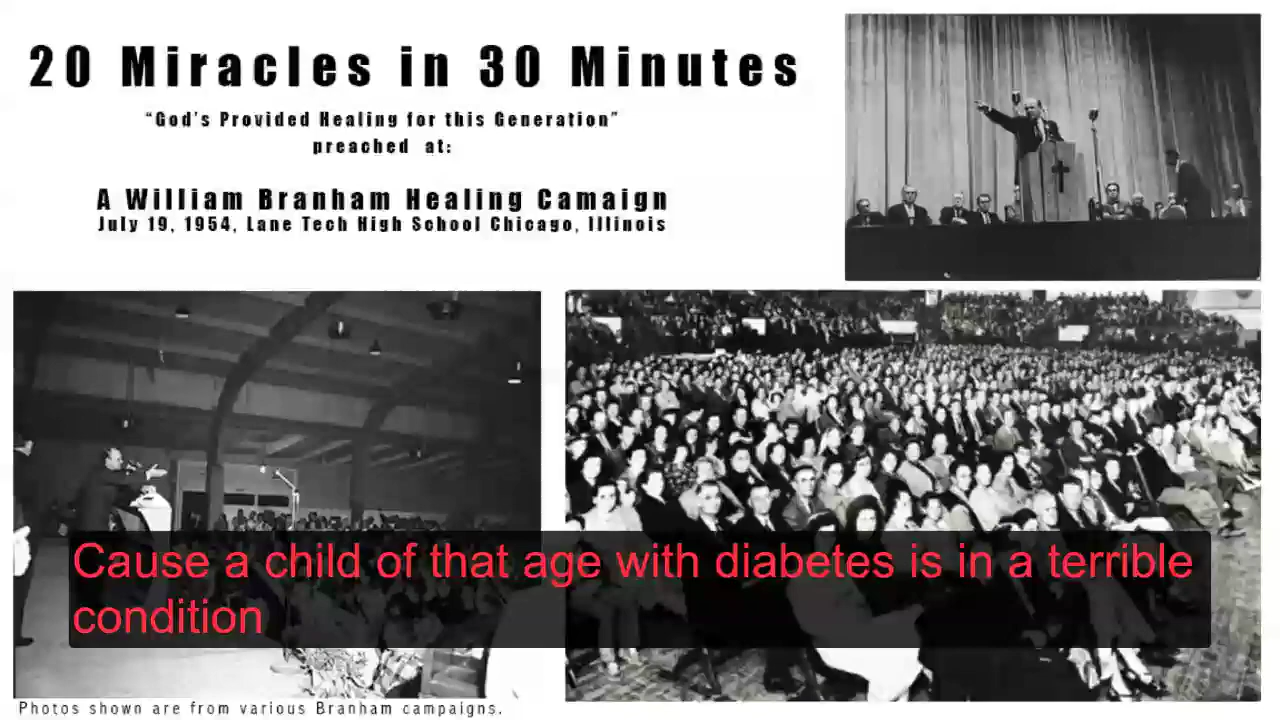 20 Miracles in 30 Minutes
“God's Provided Healing for this Generation”
preached at:
A William Branham Healing Camaign
July 19, 1954, Lane Tech High School Chicago, Illinois
Cause a child of that age with diabetes is in a terrible
condition
Photos shown are from various Branham campaigns.